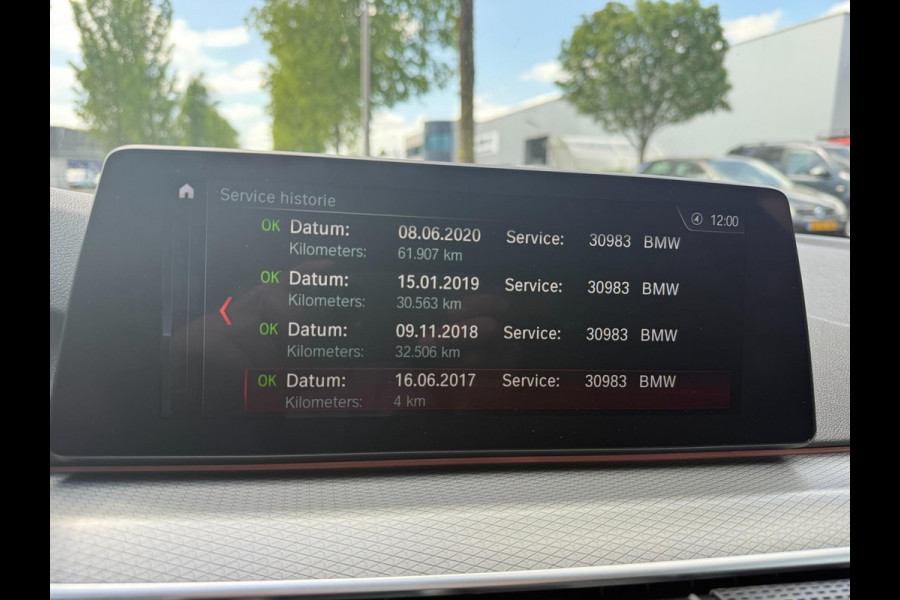 Service historie
12:00
OK Datum: 08.06.2020 Service: 30983 BMW
Kilometers: 61.907 km
OK Datum: 15.01.2019 Service: 30983 BMW
Kilometers: 30.563 km
OK Datum: 09.11.2018 Service: 30983 BMW
Kilometers: 32.506 km
OK Datum: 16.06.2017 Service: 30983 BMW
Kilometers: 4 km